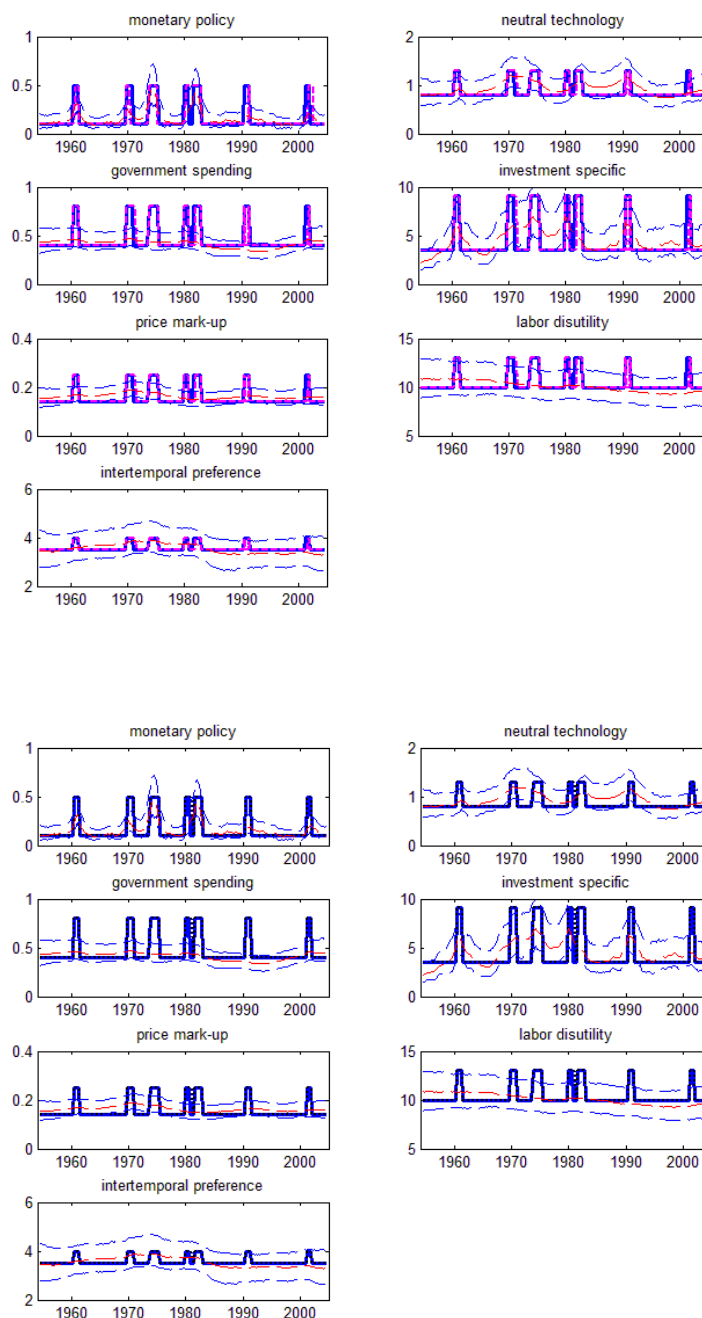 monetary policy
1
0.5
0
1960 1970 1980 1990 2000
neutral technology
2
1
0
1960 1970 1980 1990 2000
government spending
1
0.5
0
1960 1970 1980 1990 2000
investment specific
10
5
0
1960 1970 1980 1990 2000
price mark-up
0.4
0.2
0
1960 1970 1980 1990 2000
labor disutility
15
10
5
1960 1970 1980 1990 2000
intertemporal preference
6
4
2
1960 1970 1980 1990 2000
monetary policy
1
0.5
0
1960 1970 1980 1990 2000
neutral technology
2
1
0
1960 1970 1980 1990 2000
government spending
1
0.5
0
1960 1970 1980 1990 2000
investment specific
10
5
0
1960 1970 1980 1990 2000
price mark-up
0.4
0.2
0
1960 1970 1980 1990 2000
labor disutility
15
10
5
1960 1970 1980 1990 2000
intertemporal preference
6
4
2
1960 1970 1980 1990 2000